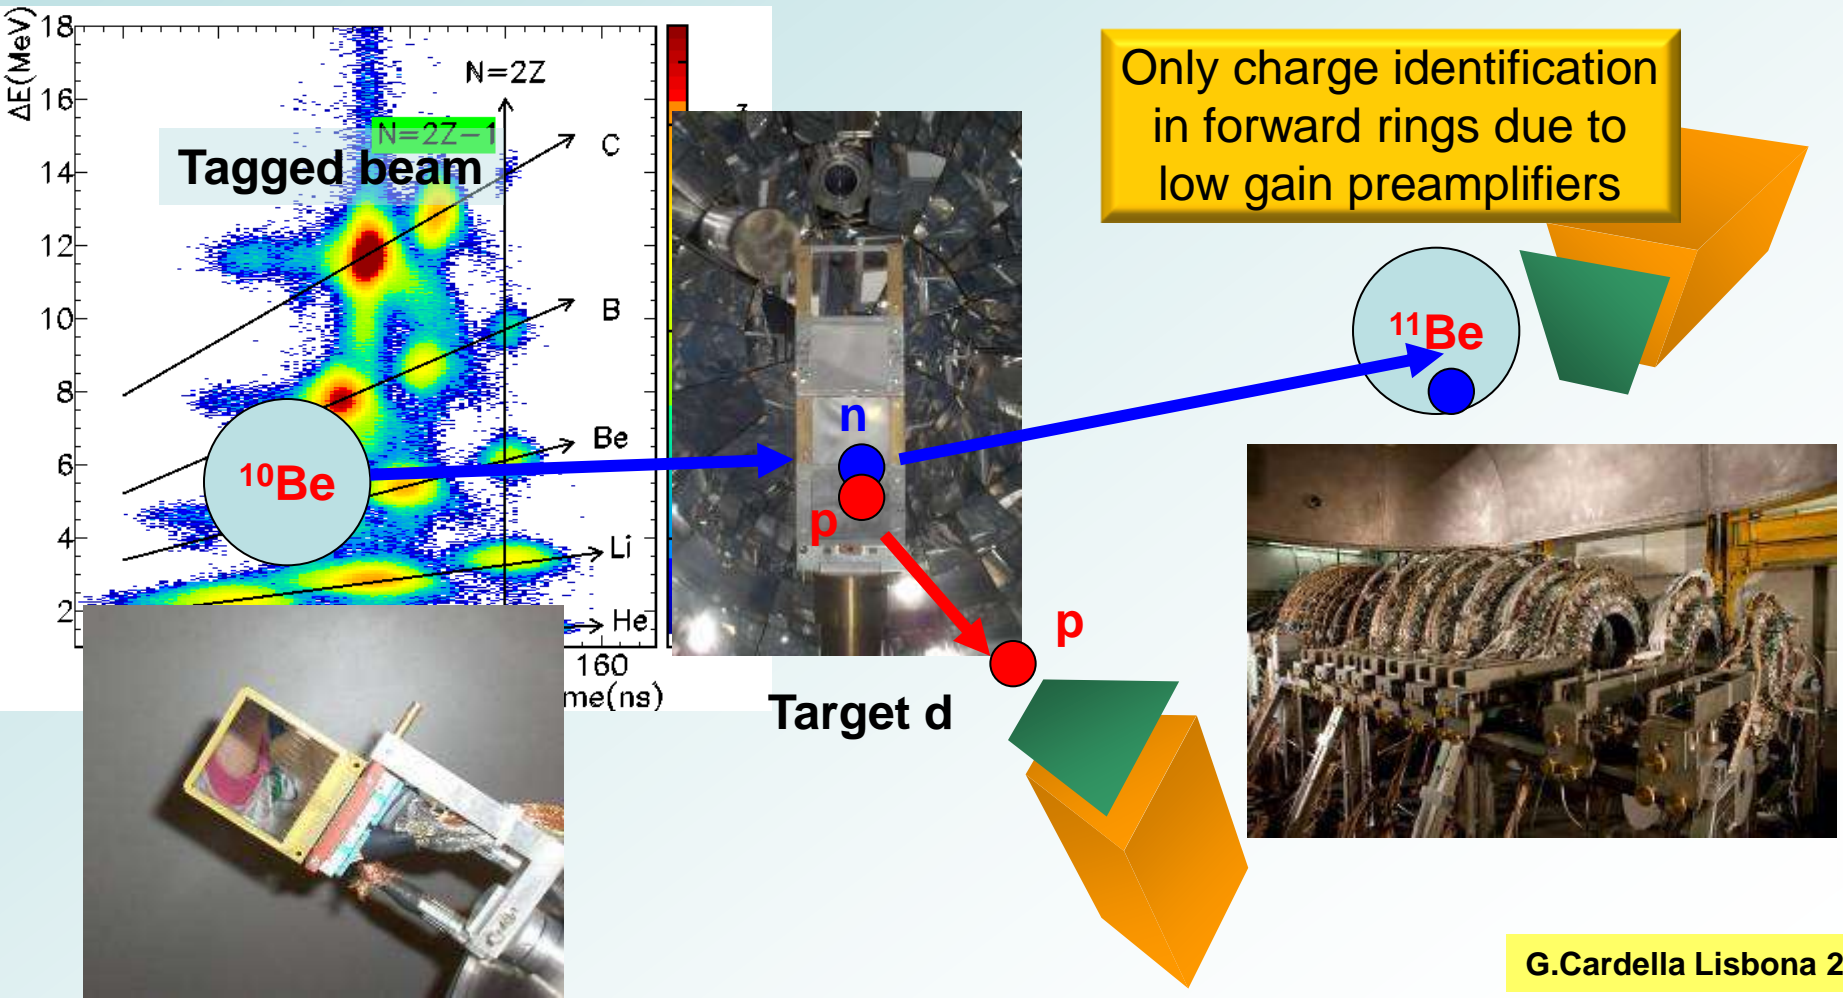 ΔE(MeV)
18
16
14
12
10
8
6
4
2
N=2Z
N=2Z-1
Tagged beam
C
B
Be
Li
He
160
me(ns)
10Be
n
p
p
Target d
Only charge identification
in forward rings due to
low gain preamplifiers
11Be
G.Cardella Lisbona 2